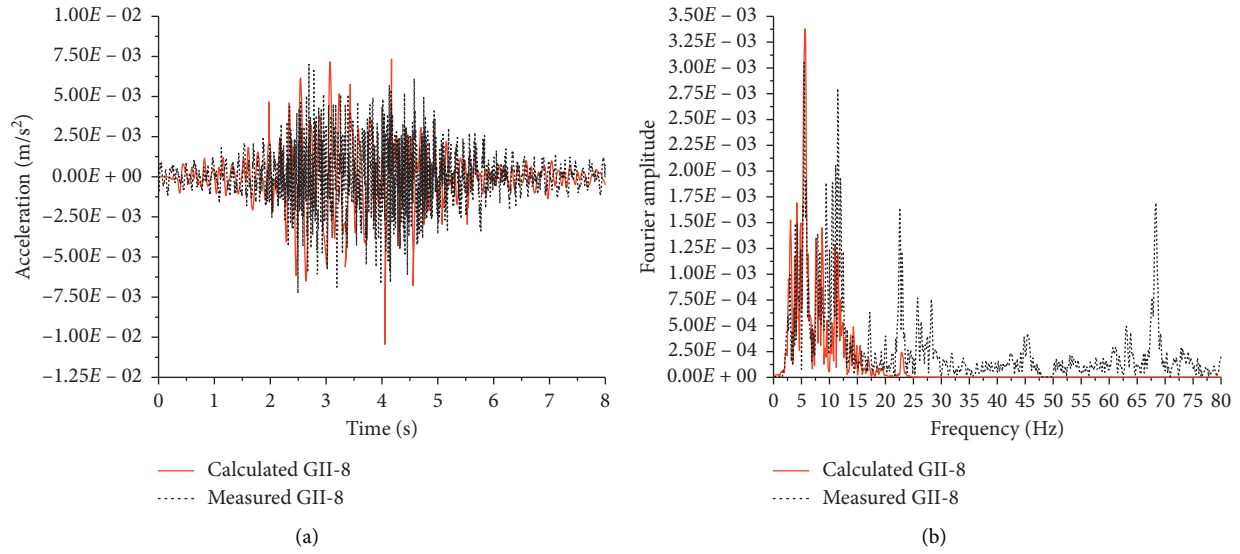 1.00E – 02
7.50E – 03
5.00E – 03
2.50E – 03
0.00E + 00
–2.50E – 03
–5.00E – 03
–7.50E – 03
–1.00E – 02
–1.25E – 02
Acceleration (m/s²)
0 1 2 3 4 5 6 7 8
Time (s)
Calculated GII-8
Measured GII-8
(a)
3.50E – 03
3.25E – 03
3.00E – 03
2.75E – 03
2.50E – 03
2.25E – 03
2.00E – 03
1.75E – 03
1.50E – 03
1.25E – 03
1.00E – 03
7.50E – 04
5.00E – 04
2.50E – 04
0.00E + 00
Fourier amplitude
0 5 10 15 20 25 30 35 40 45 50 55 60 65 70 75 80
Frequency (Hz)
Calculated GII-8
Measured GII-8
(b)